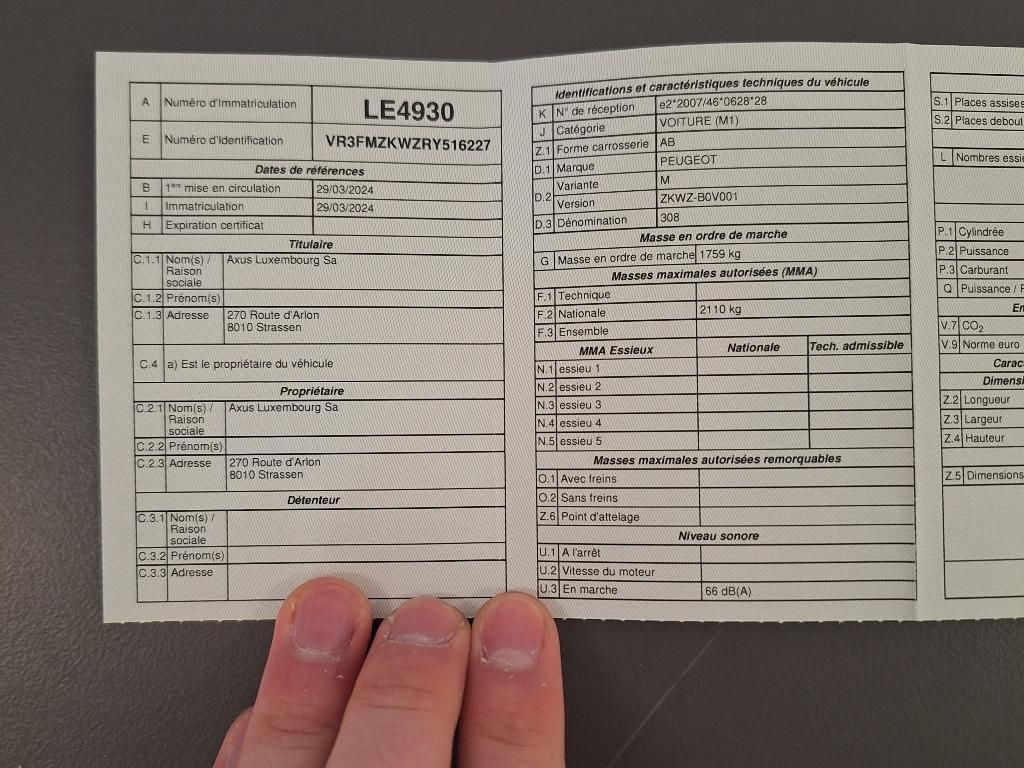 A Numéro d'Immatriculation LE4930
E Numéro d'Identification VR3FMZKWZRY516227
Dates de références
B 1ère mise en circulation 29/03/2024
I Immatriculation 29/03/2024
H Expiration certificat
Titulaire
C.1.1 Nom(s) / Axus Luxembourg Sa
Raison
sociale
C.1.2 Prénom(s)
C.1.3 Adresse 270 Route d'Arlon
8010 Strassen
C.4 a) Est le propriétaire du véhicule
Propriétaire
C.2.1 Nom(s) / Axus Luxembourg Sa
Raison
sociale
C.2.2 Prénom(s)
C.2.3 Adresse 270 Route d'Arlon
8010 Strassen
Détenteur
C.3.1 Nom(s) /
Raison
sociale
C.3.2 Prénom(s)
C.3.3 Adresse
Identifications et caractéristiques techniques du véhicule
K N° de réception e2*2007/46*0628*28
J Catégorie VOITURE (M1)
Z.1 Forme carrosserie AB
D.1 Marque PEUGEOT
D.2 Variante M
Version ZKWZ-B0V001
D.3 Dénomination 308
Masse en ordre de marche
G Masse en ordre de marche 1759 kg
Masses maximales autorisées (MMA)
F.1 Technique
F.2 Nationale 2110 kg
F.3 Ensemble
MMA Essieux Nationale Tech. admissible
N.1 essieu 1
N.2 essieu 2
N.3 essieu 3
N.4 essieu 4
N.5 essieu 5
Masses maximales autorisées remorquables
O.1 Avec freins
O.2 Sans freins
Z.6 Point d'attelage
Niveau sonore
U.1 A l'arrêt
U.2 Vitesse du moteur
U.3 En marche 66 dB(A)
S.1 Places assises
S.2 Places debout
L Nombres
P.1 Cylindrée
P.2 Puissance
P.3 Carburant
Q Puissance /
V.7 CO2
V.9 Norme euro
Z.2 Longueur
Z.3 Largeur
Z.4 Hauteur
Z.5 Dimensions